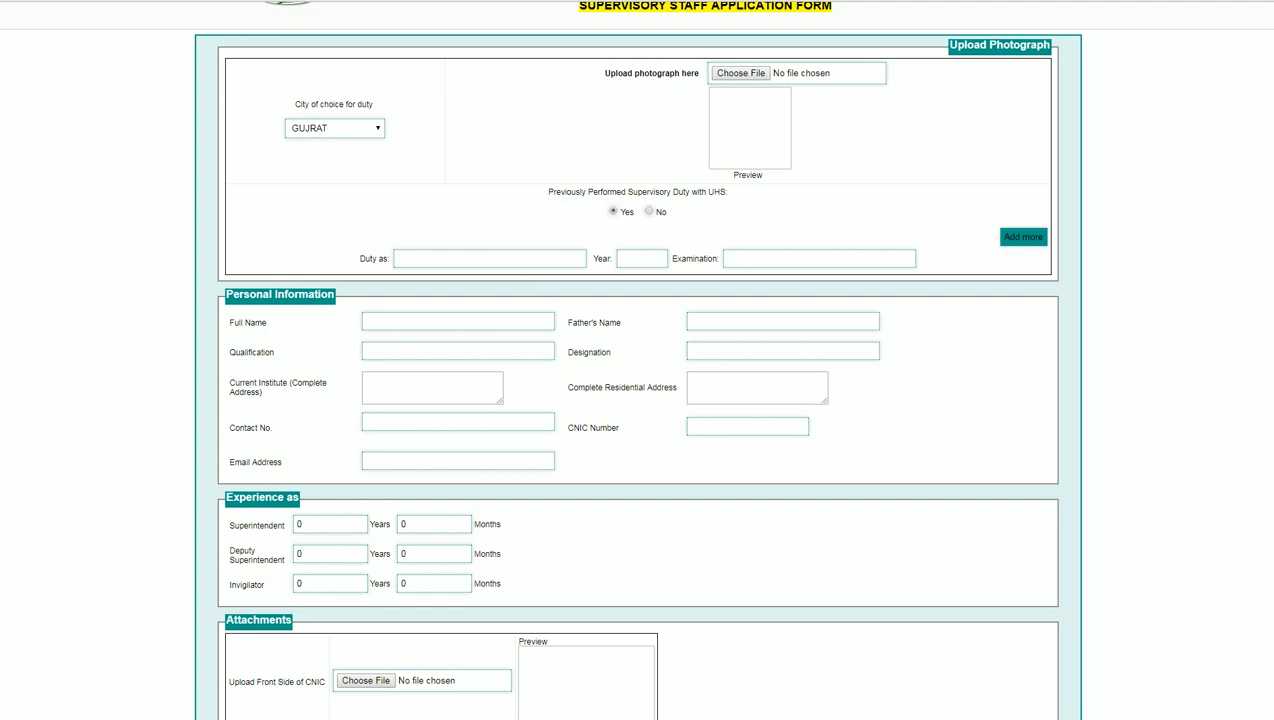 SUPERVISORY STAFF APPLICATION FORM
Upload Photograph
Upload photograph here Choose File No file chosen
City of choice for duty
GUJRAT
Preview
Previously Performed Supervisory Duty with UHS:
Yes No
Add more
Duty as: Year: Examination:
Personal Information
Full Name Father's Name
Qualification Designation
Current Institute (Complete
Address)
Complete Residential Address
Contact No. CNIC Number
Email Address
Experience as
Superintendent 0 Years 0 Months
Deputy
Superintendent 0 Years 0 Months
Invigilator 0 Years 0 Months
Attachments
Preview
Upload Front Side of CNIC Choose File No file chosen